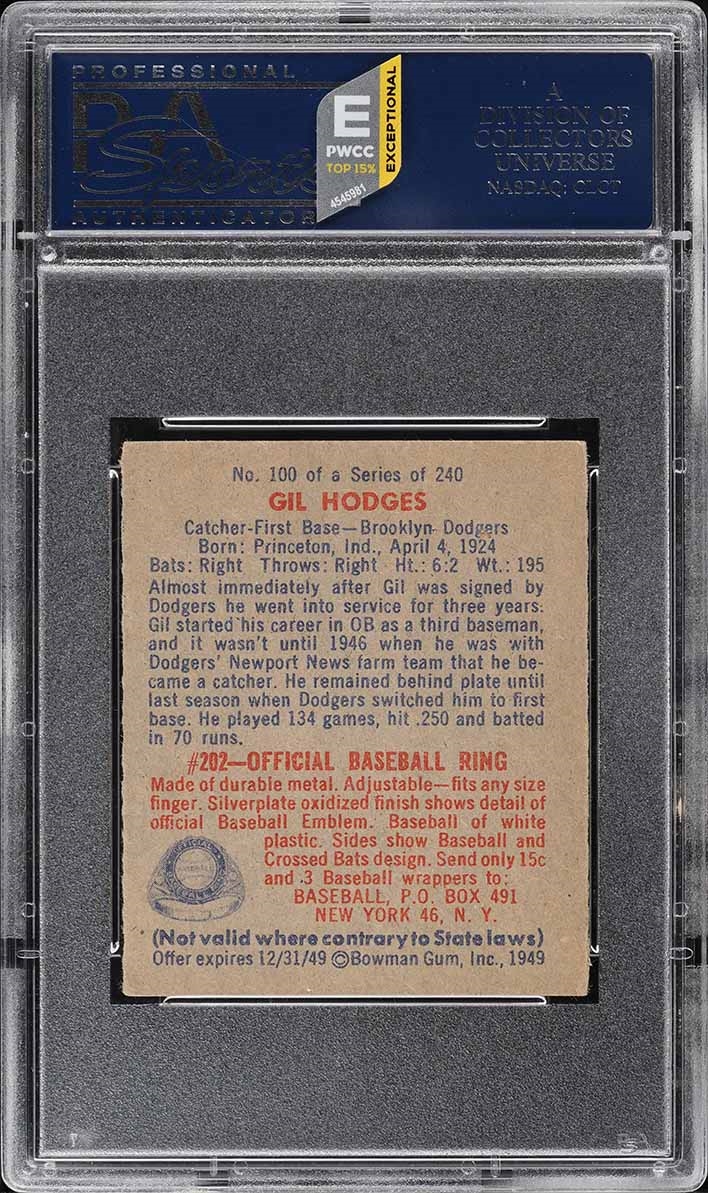 PROFESSIONAL
PSA
Sports
AUTHENTICATOR
E
PWCC
TOP 15%
EXCEPTIONAL
4545981
A
DIVISION OF
COLLECTORS
UNIVERSE
NASDAQ: CLCT
No. 100 of a Series of 240
GIL HODGES
Catcher-First Base—Brooklyn Dodgers
Born: Princeton, Ind., April 4, 1924
Bats: Right Throws: Right Ht.: 6:2 Wt.: 195
Almost immediately after Gil was signed by
Dodgers he went into service for three years.
Gil started his career in OB as a third baseman,
and it wasn't until 1946 when he was with
Dodgers' Newport News farm team that he be-
came a catcher. He remained behind plate until
last season when Dodgers switched him to first
base. He played 134 games, hit .250 and batted
in 70 runs.
#202—OFFICIAL BASEBALL RING
Made of durable metal. Adjustable—fits any size
finger. Silverplate oxidized finish shows detail of
official Baseball Emblem. Baseball of white
plastic. Sides show Baseball and
Crossed Bats design. Send only 15c
and 3 Baseball wrappers to:
BASEBALL, P.O. BOX 491
NEW YORK 46, N. Y.
(Not valid where contrary to State laws)
Offer expires 12/31/49 ©Bowman Gum, Inc., 1949